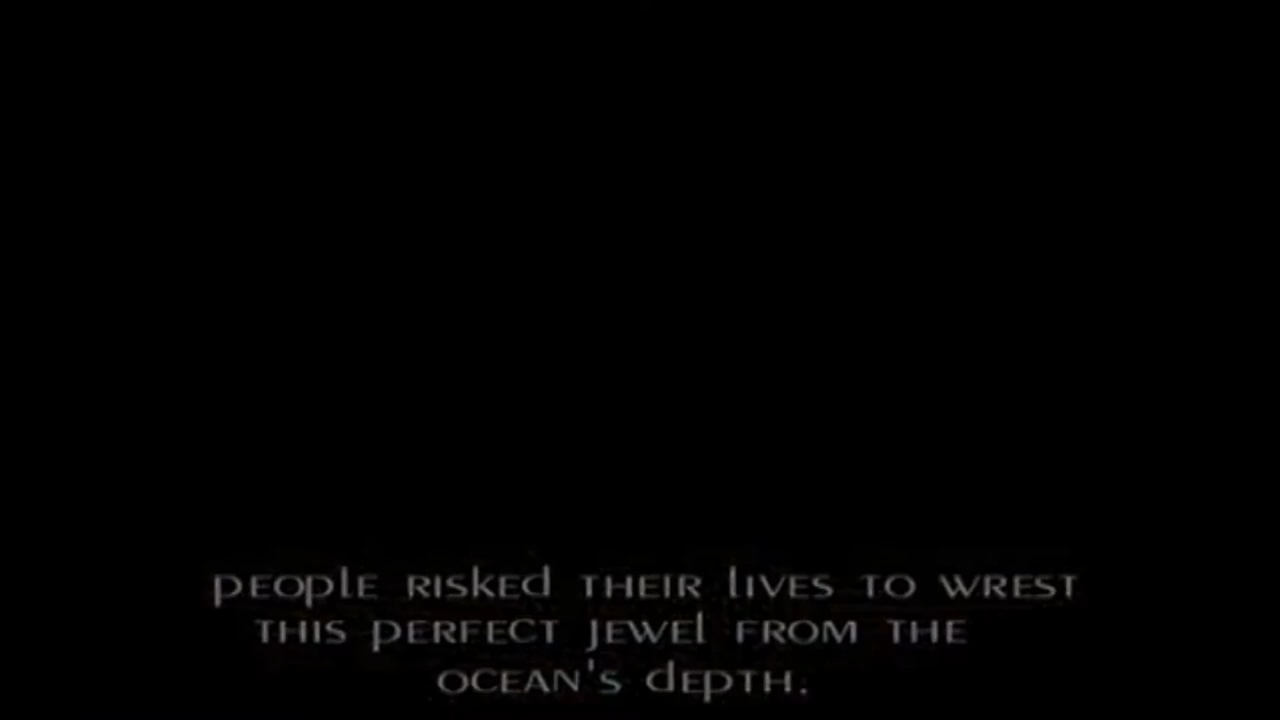 PEOPLE RISKED THEIR LIVES TO WREST
THIS PERFECT JEWEL FROM THE
OCEAN'S DEPTH.